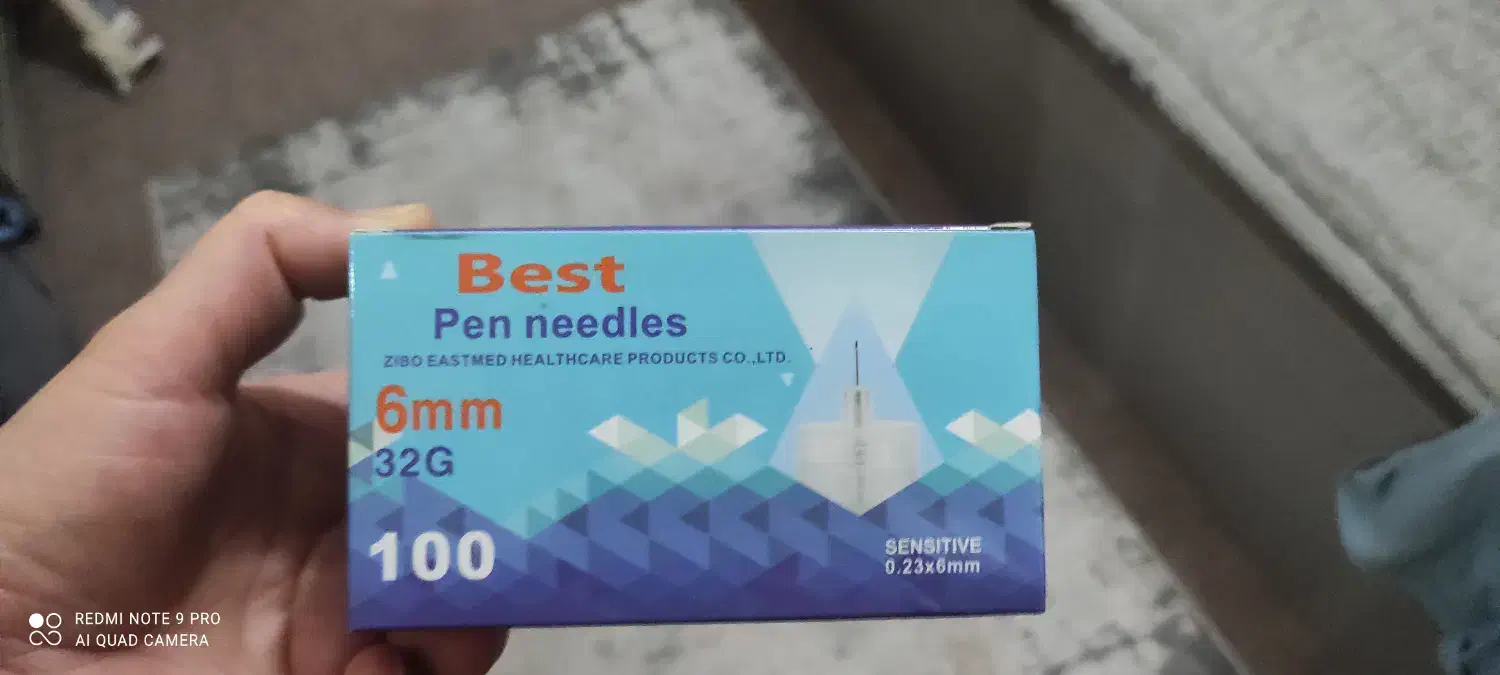 Best
Pen needles
ZIBO EASTMED HEALTHCARE PRODUCTS CO.,LTD.
6mm
32G
100
SENSITIVE
0.23x6mm
REDMI NOTE 9 PRO
AI QUAD CAMERA